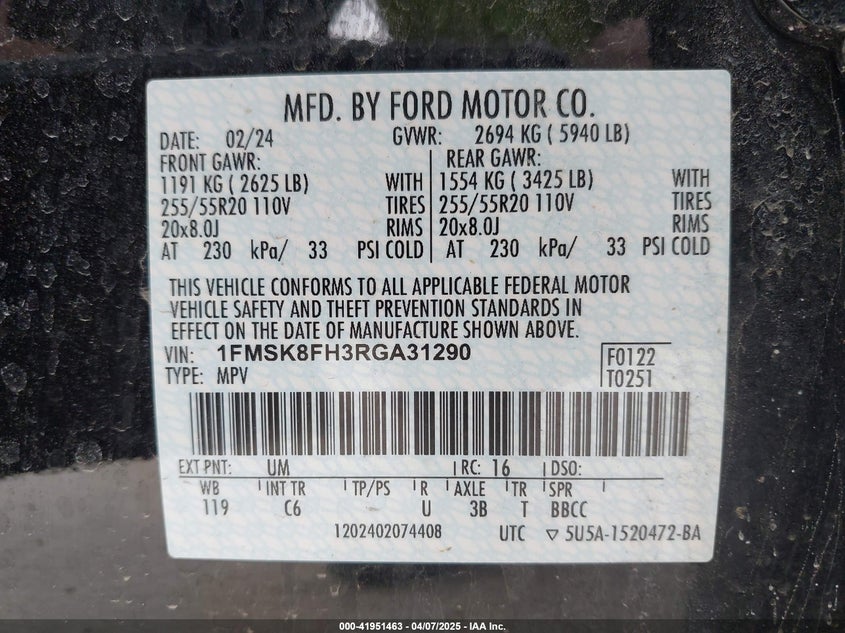 MFD. BY FORD MOTOR CO.
DATE: 02/24 GVWR: 2694 KG ( 5940 LB)
FRONT GAWR: REAR GAWR:
1191 KG ( 2625 LB) WITH 1554 KG ( 3425 LB) WITH
255/55R20 110V TIRES 255/55R20 110V TIRES
20x8.0J RIMS 20x8.0J RIMS
AT 230 kPa/ 33 PSI COLD AT 230 kPa/ 33 PSI COLD
THIS VEHICLE CONFORMS TO ALL APPLICABLE FEDERAL MOTOR
VEHICLE SAFETY AND THEFT PREVENTION STANDARDS IN
EFFECT ON THE DATE OF MANUFACTURE SHOWN ABOVE.
VIN: 1FMSK8FH3RGA31290 F0122
TYPE: MPV T0251
EXT PNT: UM RC: 16 DSO:
WB INT TR TP/PS R AXLE TR SPR
119 C6 U 3B T BBCC
1202402074408 UTC ▽ 5U5A-1520472-BA
000-41951463 - 04/07/2025 - IAA Inc.